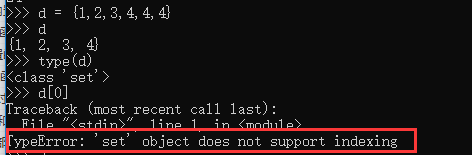 >>> d = {1,2,3,4,4,4}
>>> d
{1, 2, 3, 4}
>>> type(d)
<class 'set'>
>>> d[0]
Traceback (most recent call last):
  File "<stdin>", line 1, in <module>
TypeError: 'set' object does not support indexing